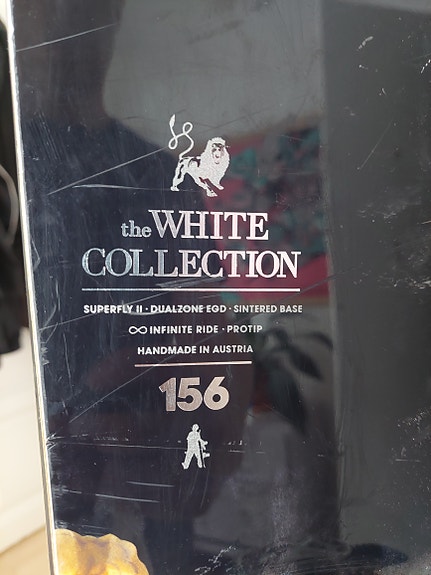 the WHITE
COLLECTION
SUPERFLY II · DUALZONE EGD · SINTERED BASE
∞ INFINITE RIDE · PROTIP
HANDMADE IN AUSTRIA
156